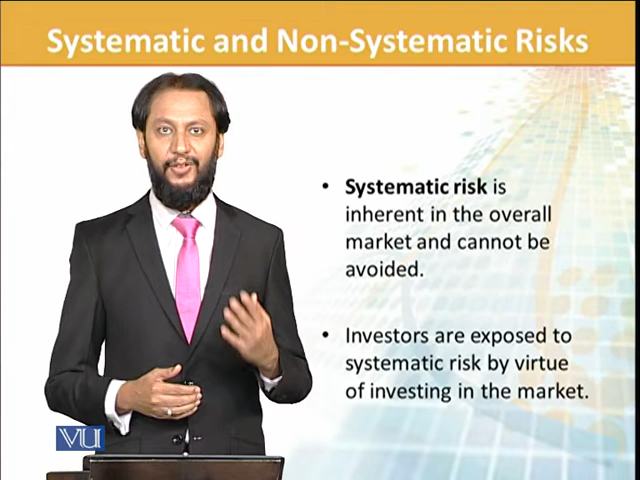 Systematic and Non-Systematic Risks
• Systematic risk is
inherent in the overall
market and cannot be
avoided.
• Investors are exposed to
systematic risk by virtue
of investing in the market.
VU